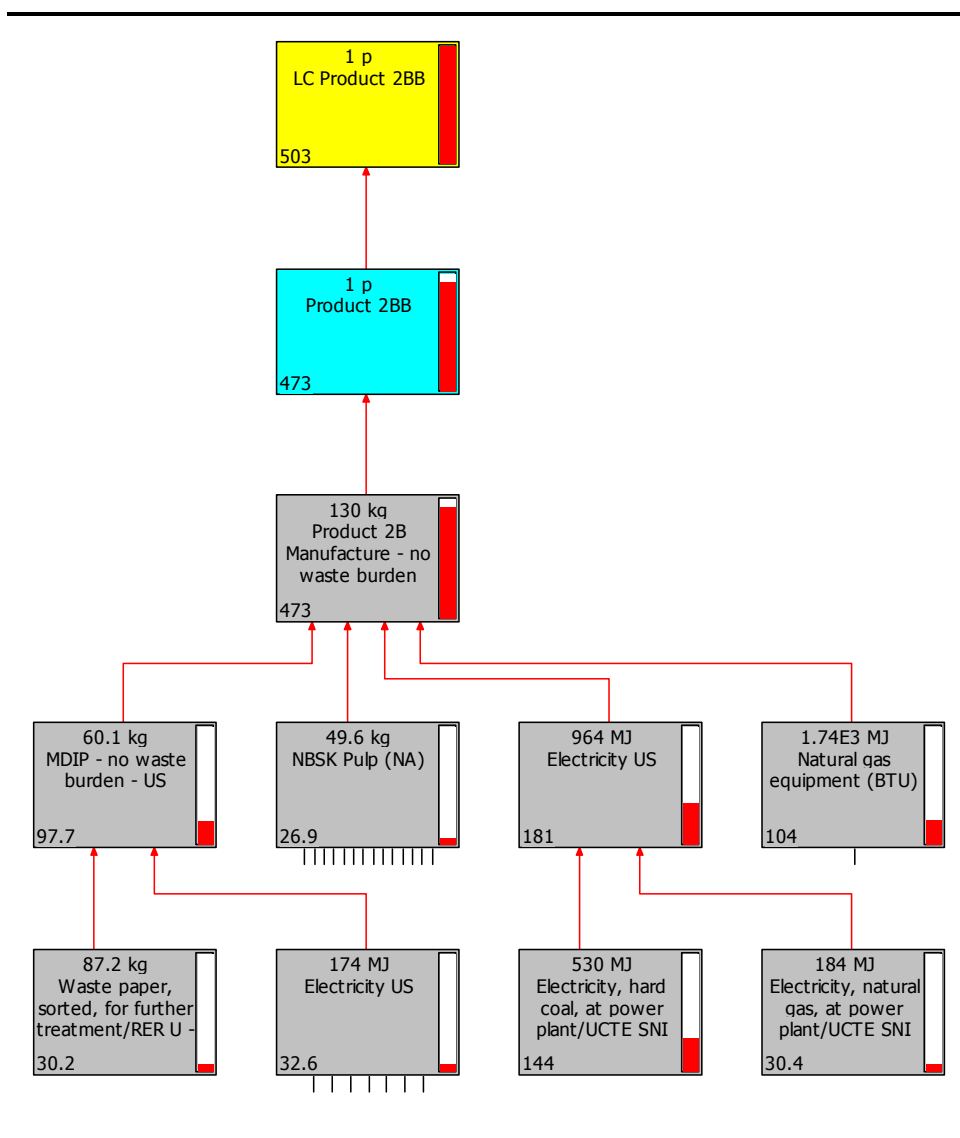 1 p
LC Product 2BB
503
1 p
Product 2BB
473
130 kg
Product 2B
Manufacture - no
waste burden
473
60.1 kg
MDIP - no waste
burden - US
97.7
49.6 kg
NBSK Pulp (NA)
26.9
964 MJ
Electricity US
181
1.74E3 MJ
Natural gas
equipment (BTU)
104
87.2 kg
Waste paper,
sorted, for further
treatment/RER U -
30.2
174 MJ
Electricity US
32.6
530 MJ
Electricity, hard
coal, at power
plant/UCTE SNI
144
184 MJ
Electricity, natural
gas, at power
plant/UCTE SNI
30.4